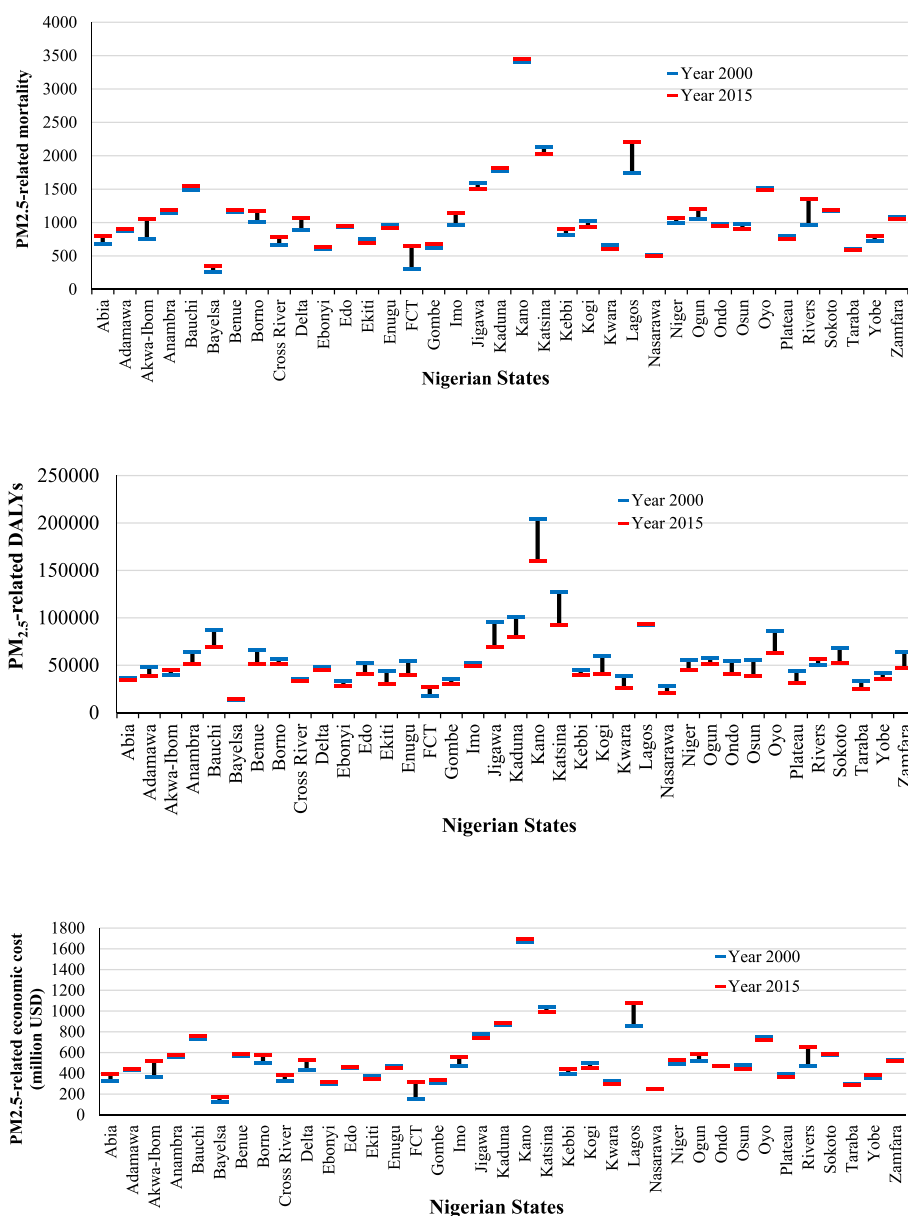 4000
3500
3000
2500
2000
1500
1000
500
0
PM2.5-related mortality
Year 2000
Year 2015
Abia
Adamawa
Akwa-Ibom
Anambra
Bauchi
Bayelsa
Benue
Borno
Cross River
Delta
Ebonyi
Edo
Ekiti
Enugu
FCT
Gombe
Imo
Jigawa
Kaduna
Kano
Katsina
Kebbi
Kogi
Kwara
Lagos
Nasarawa
Niger
Ogun
Ondo
Osun
Oyo
Plateau
Rivers
Sokoto
Taraba
Yobe
Zamfara
Nigerian States
250000
200000
150000
100000
50000
0
PM2.5-related DALYs
Year 2000
Year 2015
Abia
Adamawa
Akwa-Ibom
Anambra
Bauchi
Bayelsa
Benue
Borno
Cross River
Delta
Ebonyi
Edo
Ekiti
Enugu
FCT
Gombe
Imo
Jigawa
Kaduna
Kano
Katsina
Kebbi
Kogi
Kwara
Lagos
Nasarawa
Niger
Ogun
Ondo
Osun
Oyo
Plateau
Rivers
Sokoto
Taraba
Yobe
Zamfara
Nigerian States
1800
1600
1400
1200
1000
800
600
400
200
0
PM2.5-related economic cost
(million USD)
Year 2000
Year 2015
Abia
Adamawa
Akwa-Ibom
Anambra
Bauchi
Bayelsa
Benue
Borno
Cross River
Delta
Ebonyi
Edo
Ekiti
Enugu
FCT
Gombe
Imo
Jigawa
Kaduna
Kano
Katsina
Kebbi
Kogi
Kwara
Lagos
Nasarawa
Niger
Ogun
Ondo
Osun
Oyo
Plateau
Rivers
Sokoto
Taraba
Yobe
Zamfara
Nigerian States